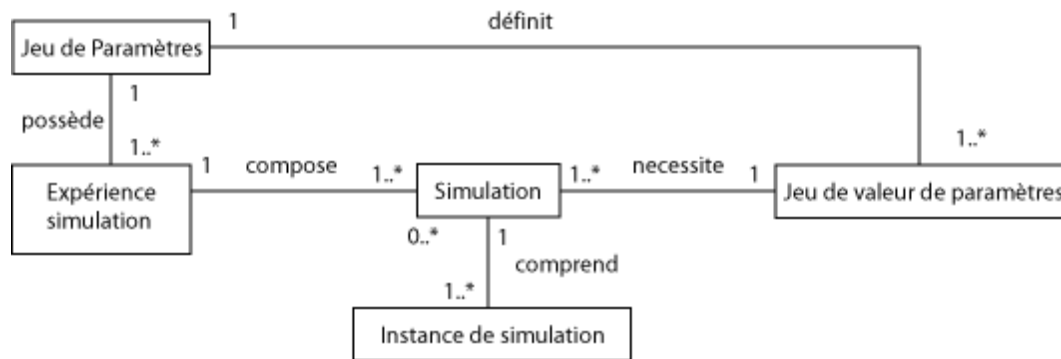 1
définit
Jeu de Paramètres
1
possède
1..*
1..*
1
compose
1..*
1..*
necessite
1
Expérience
simulation
Simulation
Jeu de valeur de paramètres
0..*
1
comprend
1..*
Instance de simulation